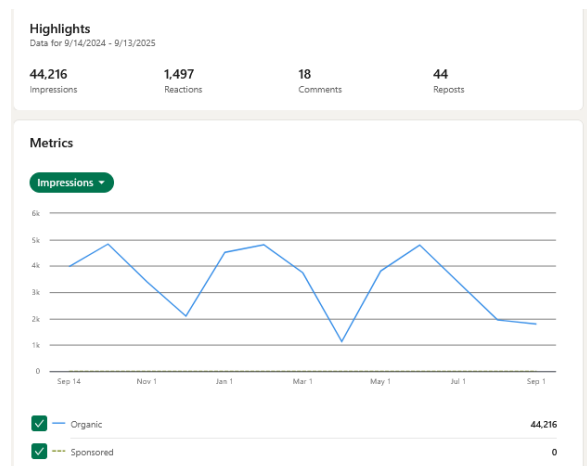 Highlights
Data for 9/14/2024 - 9/13/2025
44,216 1,497 18 44
Impressions Reactions Comments Reposts
Metrics
Impressions
6k
5k
4k
3k
2k
1k
0
Sep 14 Nov 1 Jan 1 Mar 1 May 1 Jul 1 Sep 1
Organic 44,216
Sponsored 0